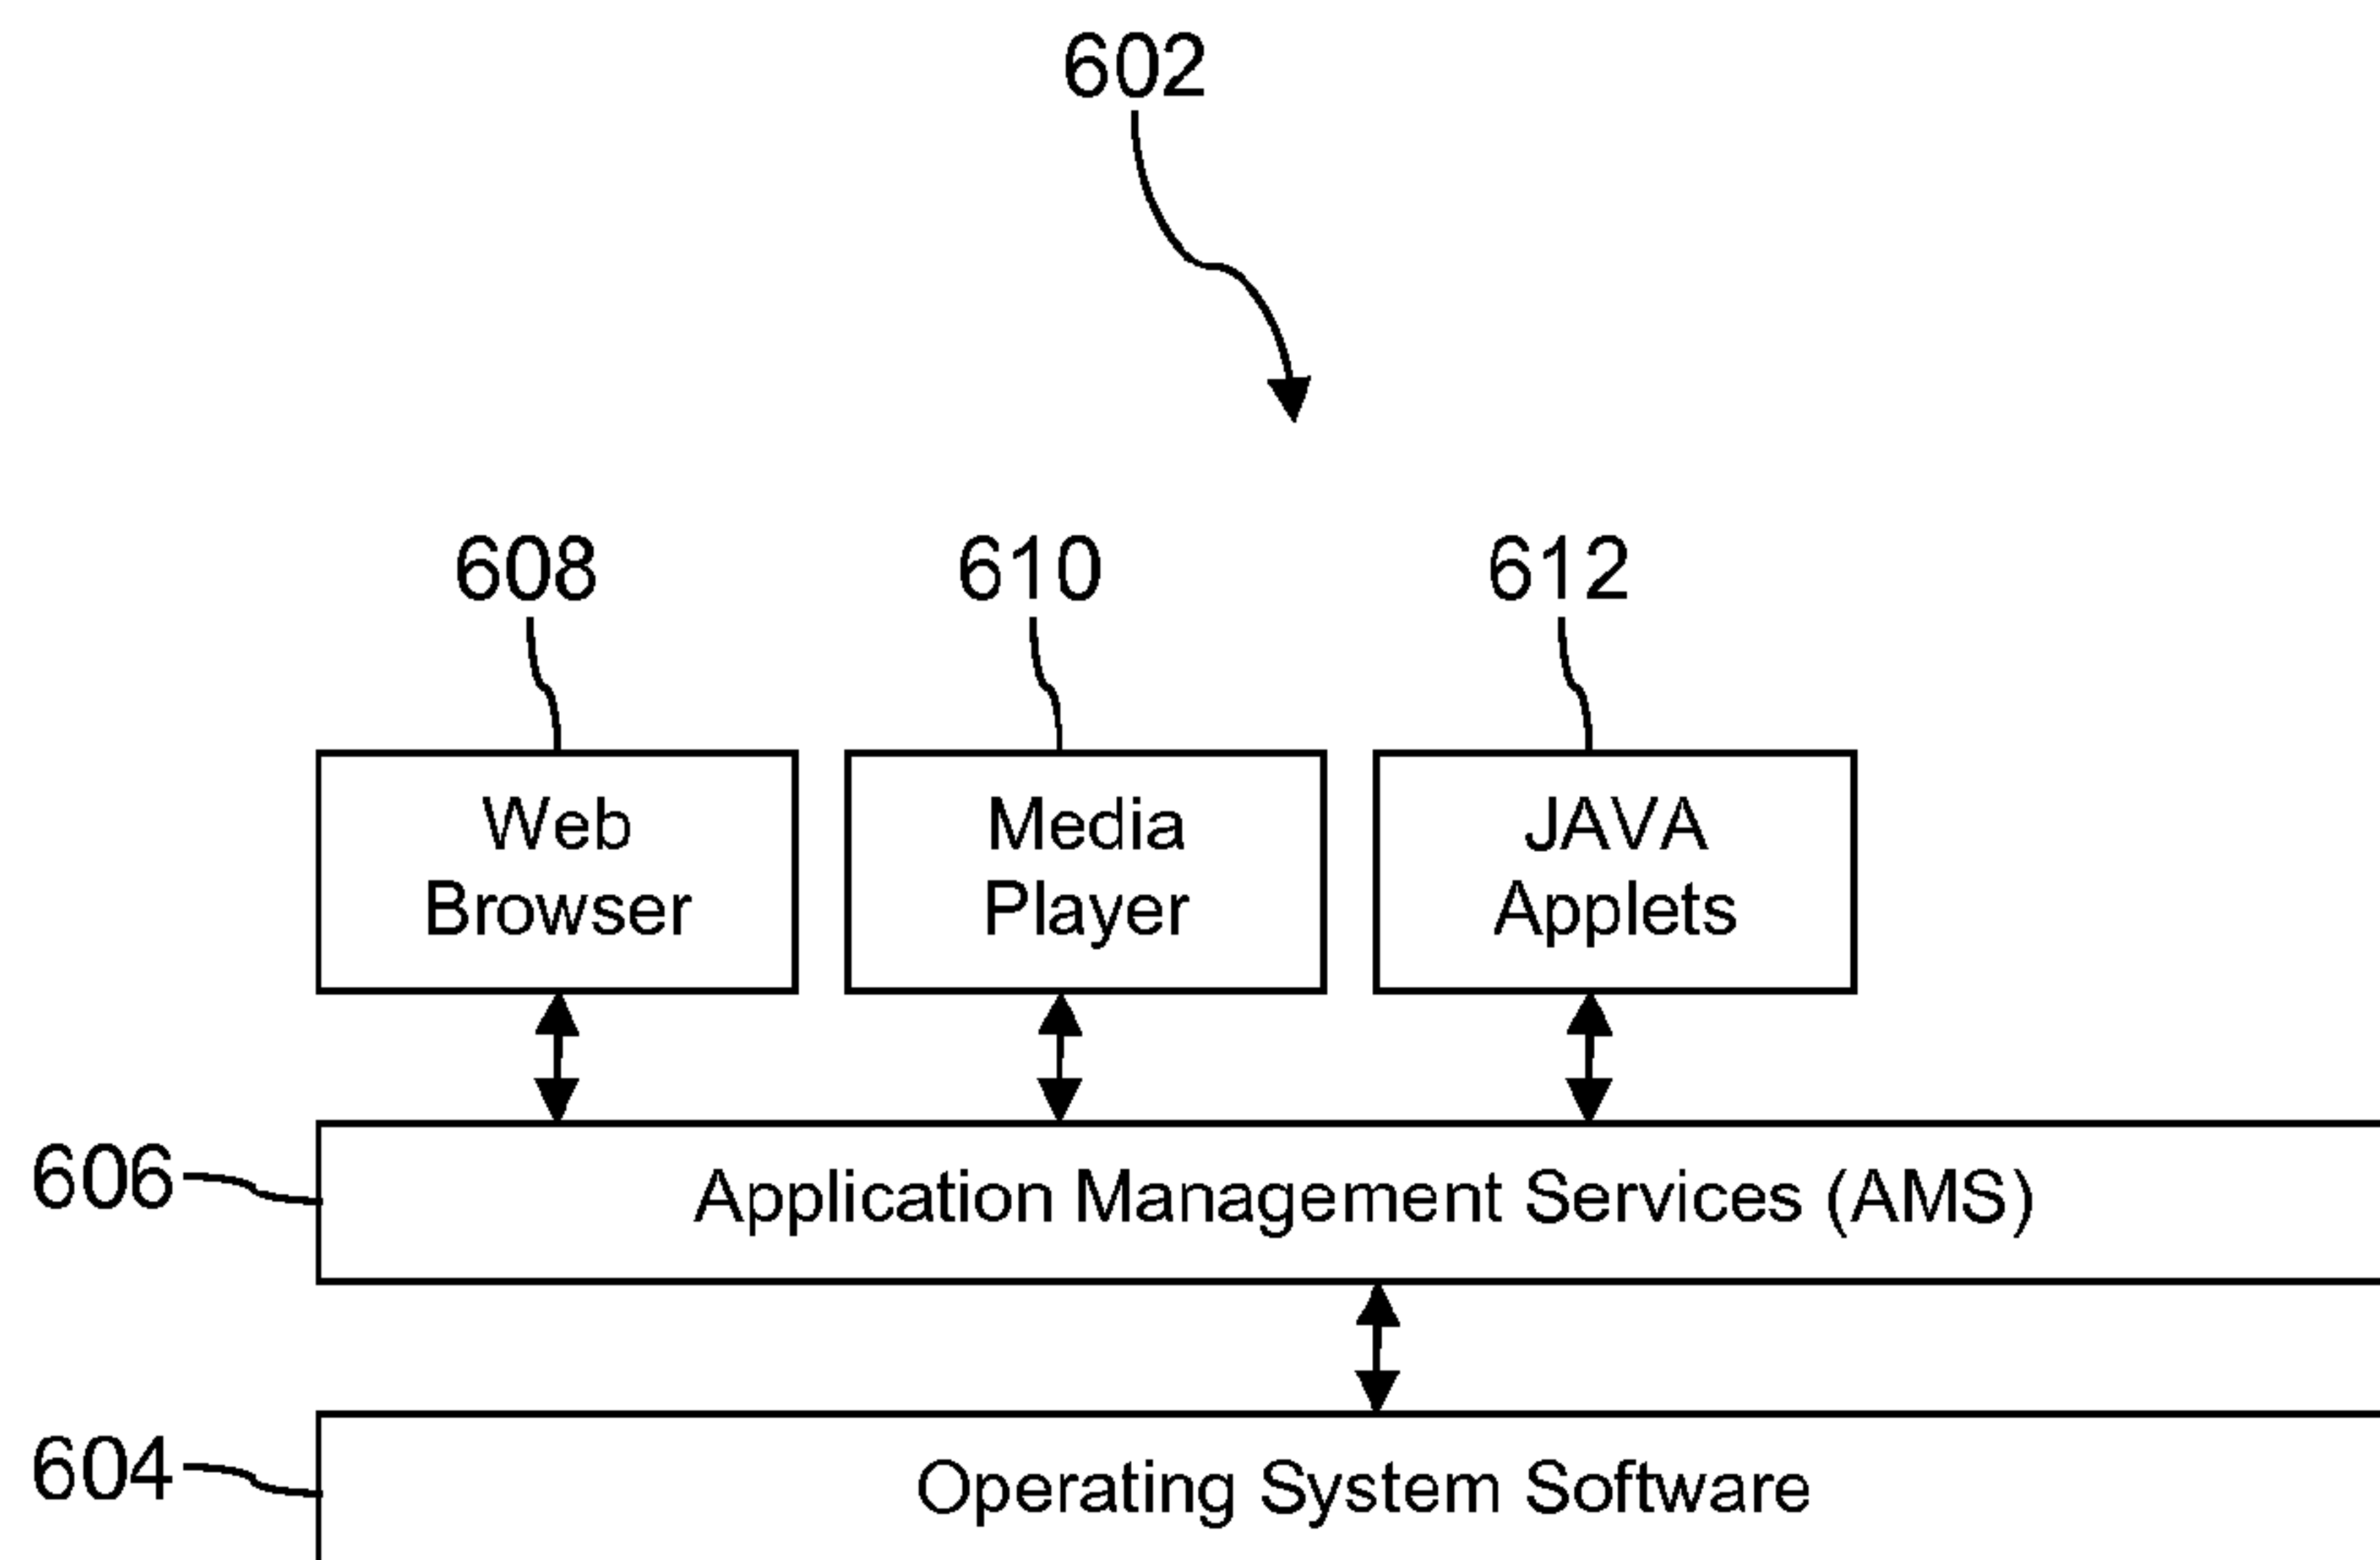 602
608
610
612
Web
Browser
Media
Player
JAVA
Applets
606
Application Management Services (AMS)
604
Operating System Software